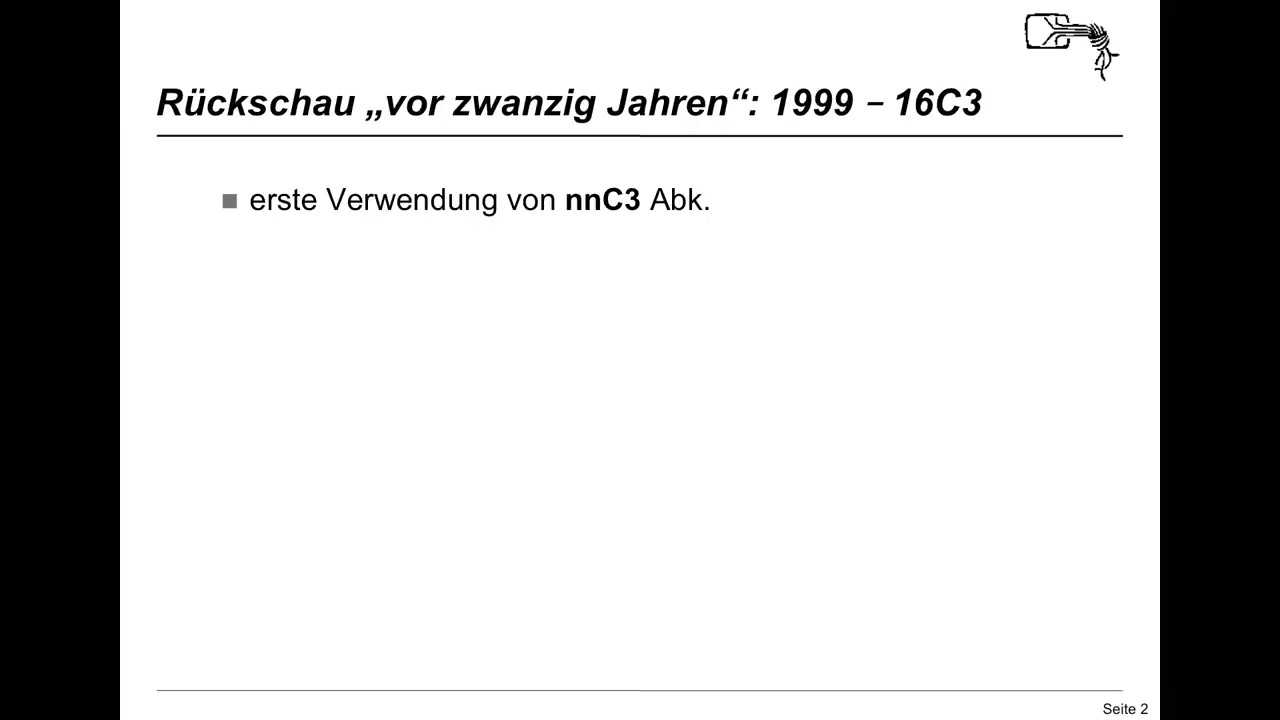 Rückschau „vor zwanzig Jahren“: 1999 – 16C3
erste Verwendung von nnC3 Abk.
Seite 2